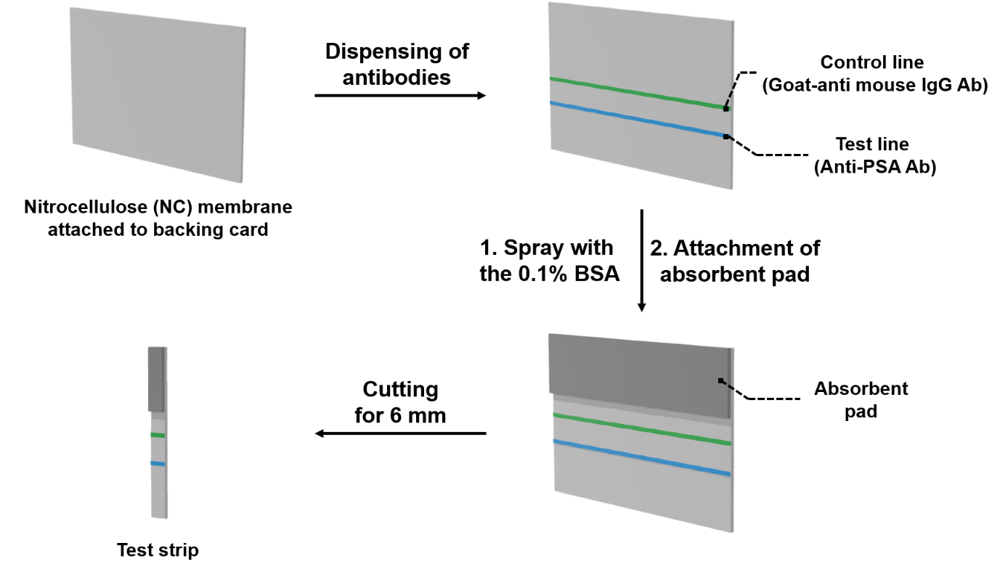 Dispensing of
antibodies
Control line
(Goat-anti mouse IgG Ab)
Test line
(Anti-PSA Ab)
Nitrocellulose (NC) membrane
attached to backing card
1. Spray with
the 0.1% BSA
2. Attachment of
absorbent pad
Absorbent
pad
Cutting
for 6 mm
Test strip